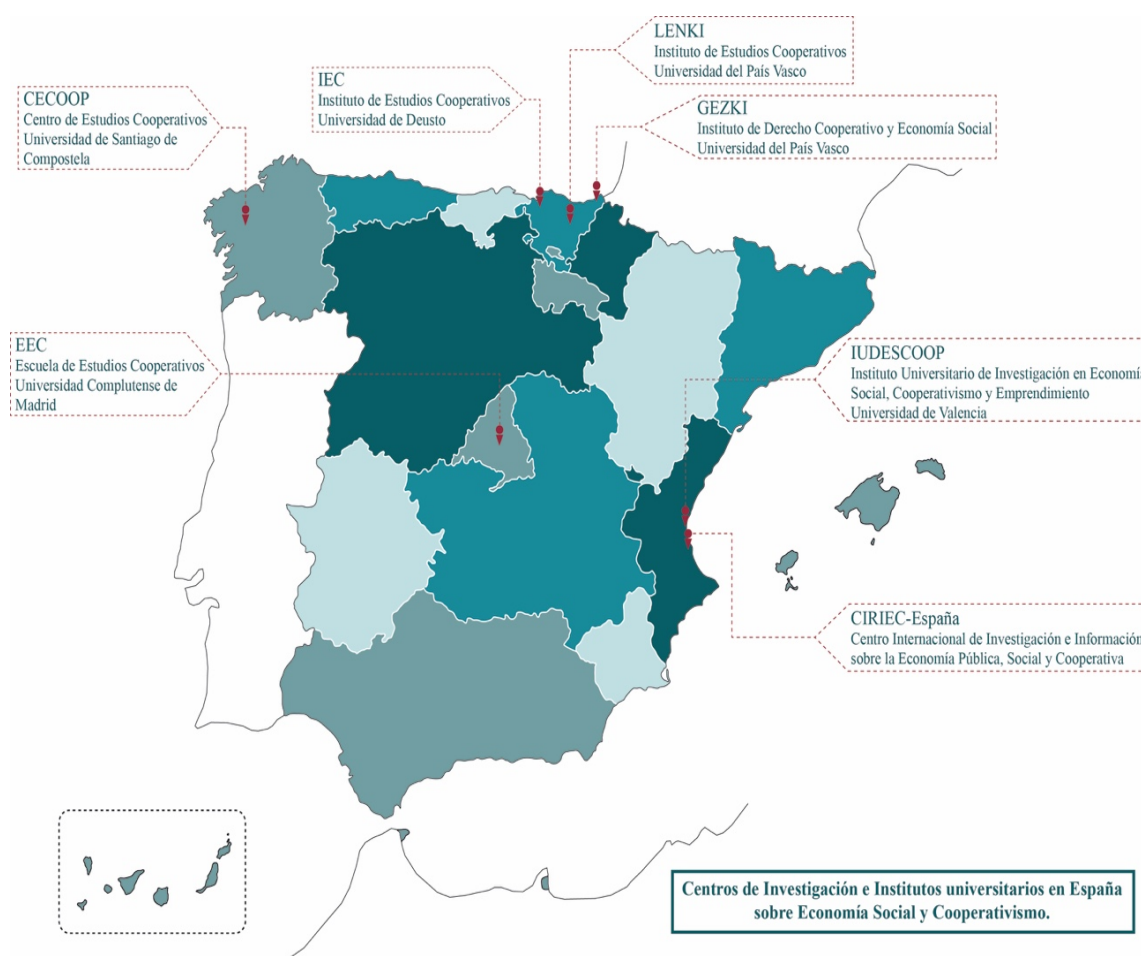 LENKI
Instituto de Estudios Cooperativos
Universidad del País Vasco
IEC
Instituto de Estudios Cooperativos
Universidad de Deusto
CECOOP
Centro de Estudios Cooperativos
Universidad de Santiago de
Compostela
GEZKI
Instituto de Derecho Cooperativo y Economía Social
Universidad del País Vasco
EEC
Escuela de Estudios Cooperativos
Universidad Complutense de
Madrid
IUDESCOOP
Instituto Universitario de Investigación en Economía
Social, Cooperativismo y Emprendimiento
Universidad de Valencia
CIRIEC-España
Centro Internacional de Investigación e Información
sobre la Economía Pública, Social y Cooperativa
Centros de Investigación e Institutos universitarios en España
sobre Economía Social y Cooperativismo.